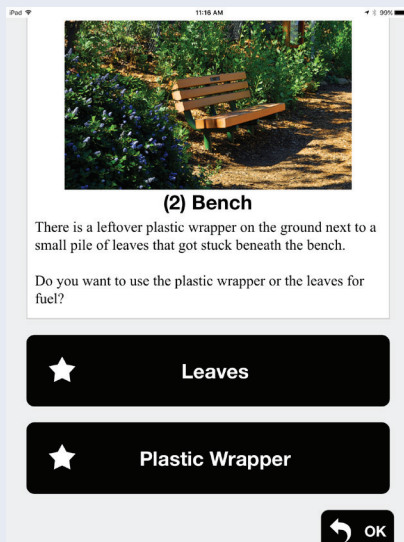 iPad 11:16 AM 99%
(2) Bench
There is a leftover plastic wrapper on the ground next to a
small pile of leaves that got stuck beneath the bench.
Do you want to use the plastic wrapper or the leaves for
fuel?
Leaves
Plastic Wrapper
OK